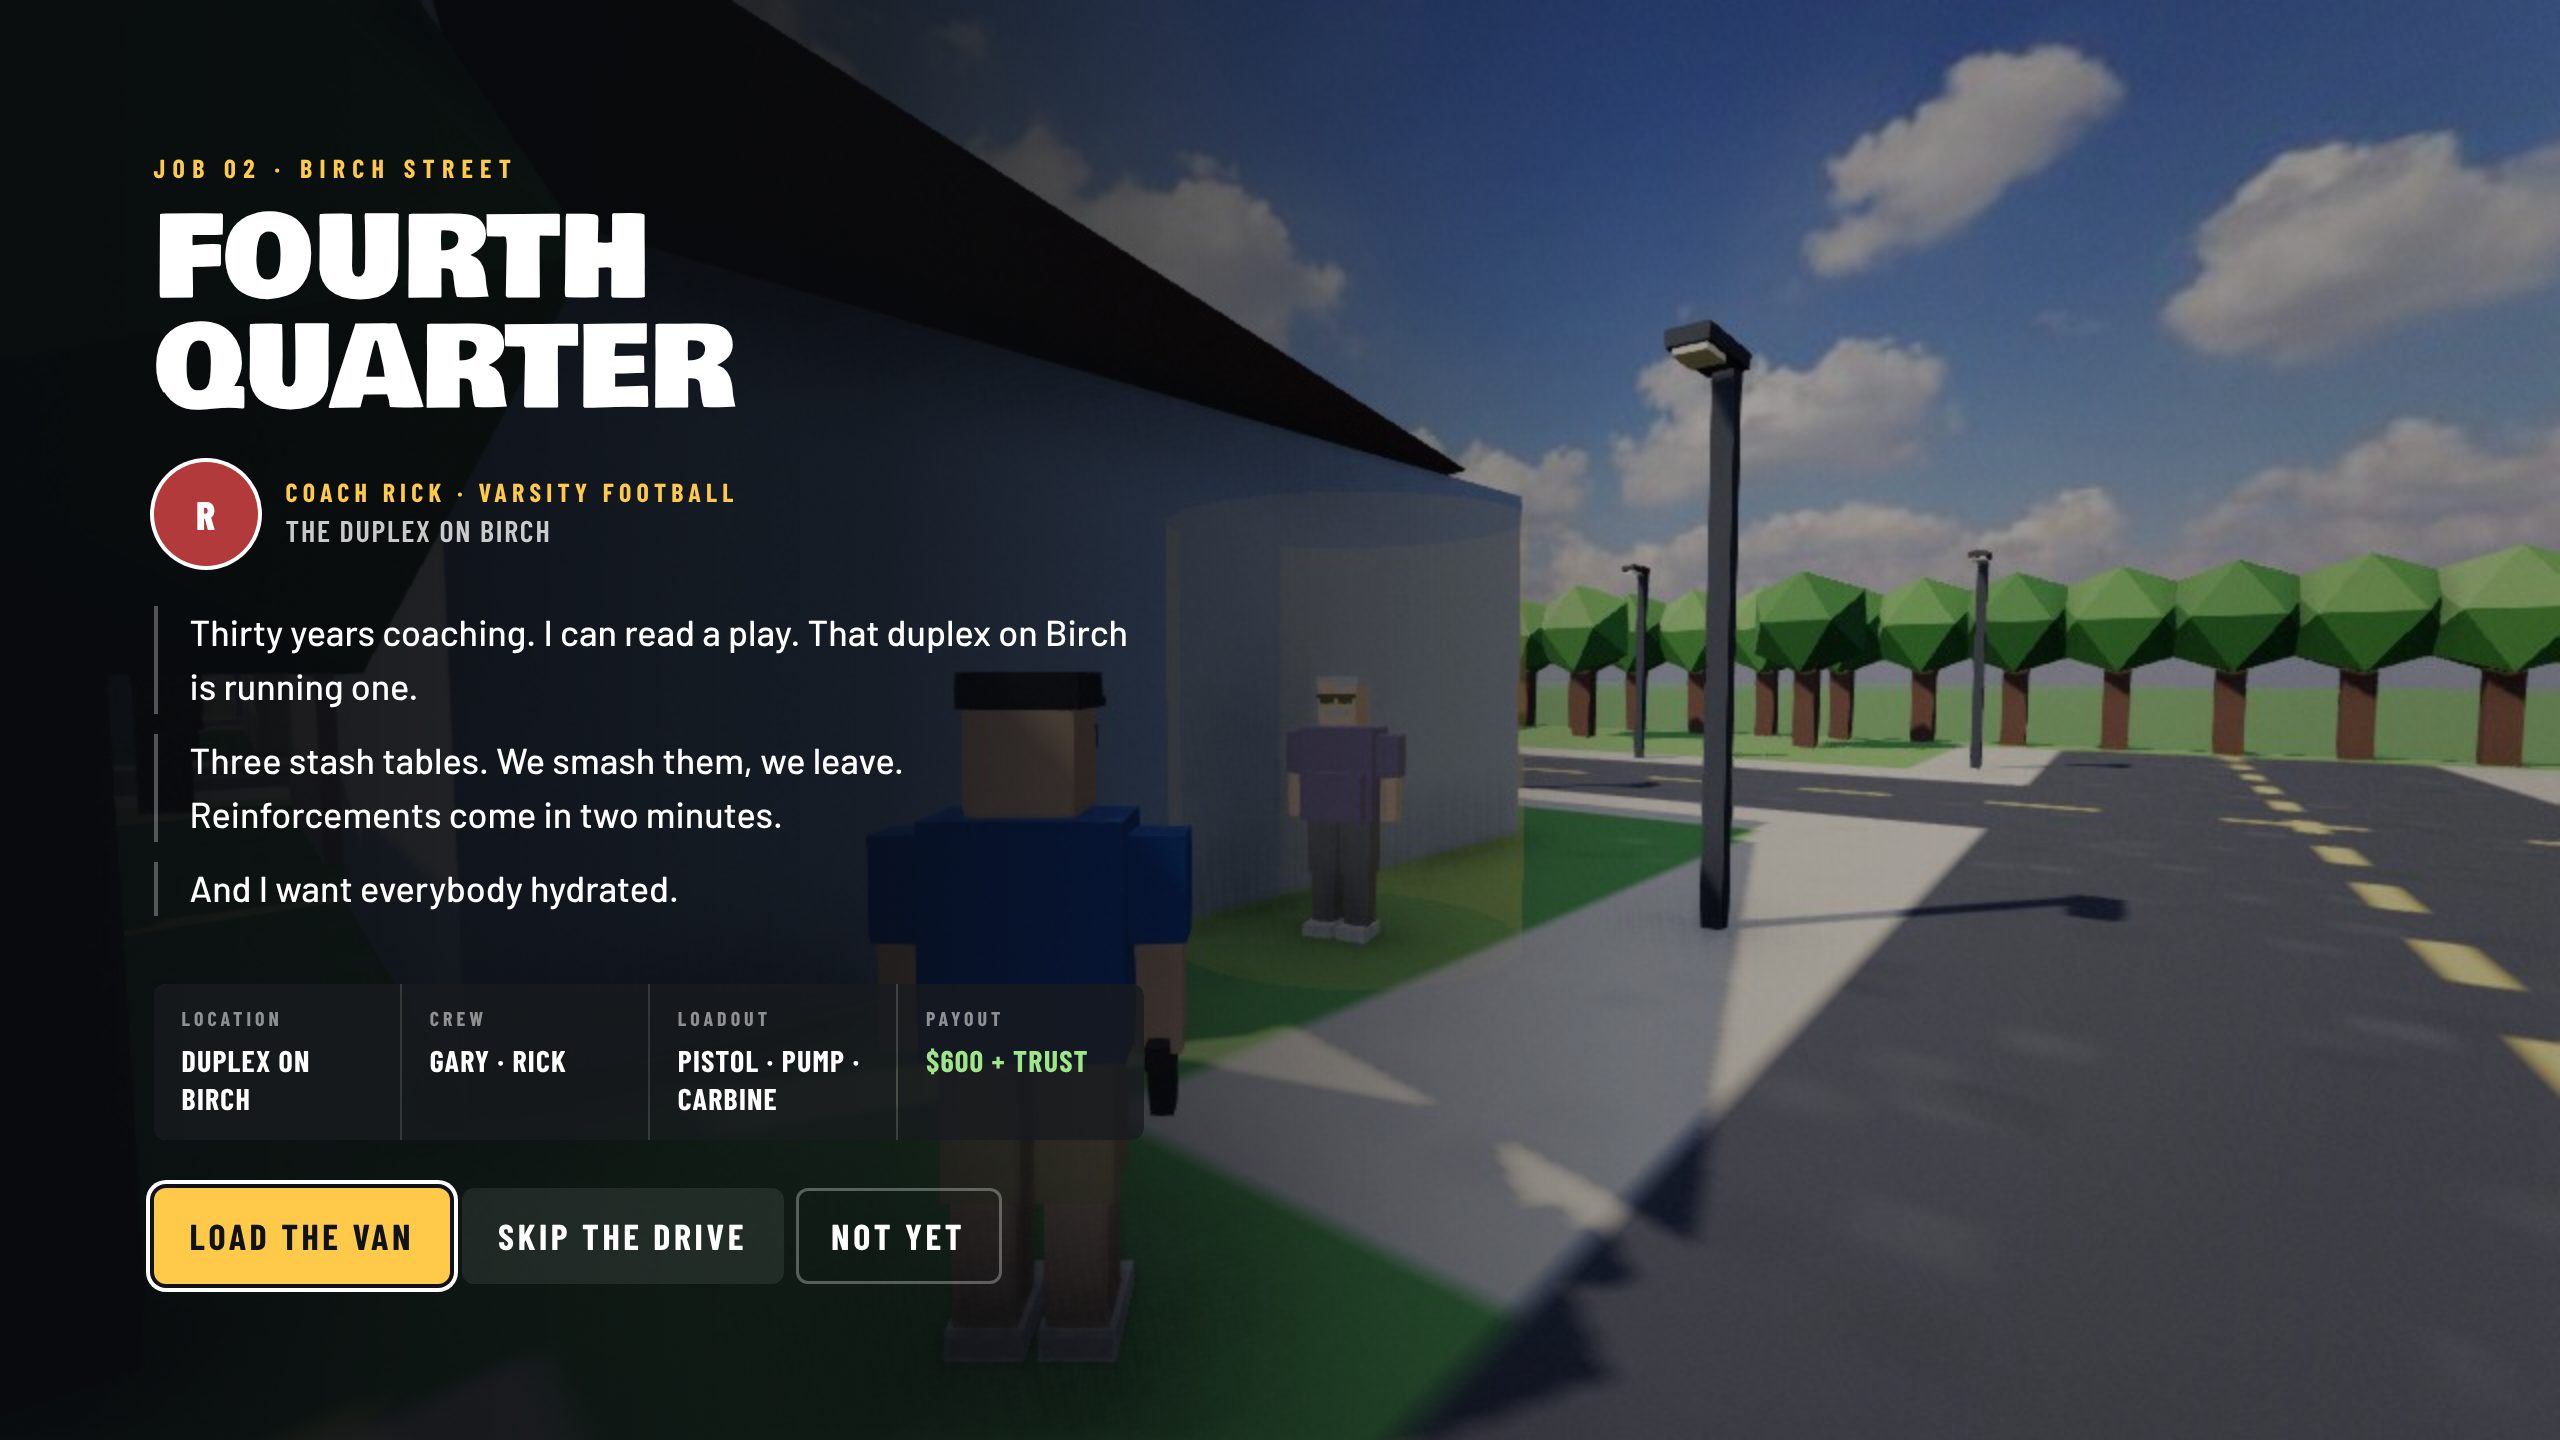 JOB 02 · BIRCH STREET
FOURTH
QUARTER
R
COACH RICK · VARSITY FOOTBALL
THE DUPLEX ON BIRCH
Thirty years coaching. I can read a play. That duplex on Birch
is running one.
Three stash tables. We smash them, we leave.
Reinforcements come in two minutes.
And I want everybody hydrated.
LOCATION
DUPLEX ON
BIRCH
CREW
GARY · RICK
LOADOUT
PISTOL · PUMP ·
CARBINE
PAYOUT
$600 + TRUST
LOAD THE VAN
SKIP THE DRIVE
NOT YET